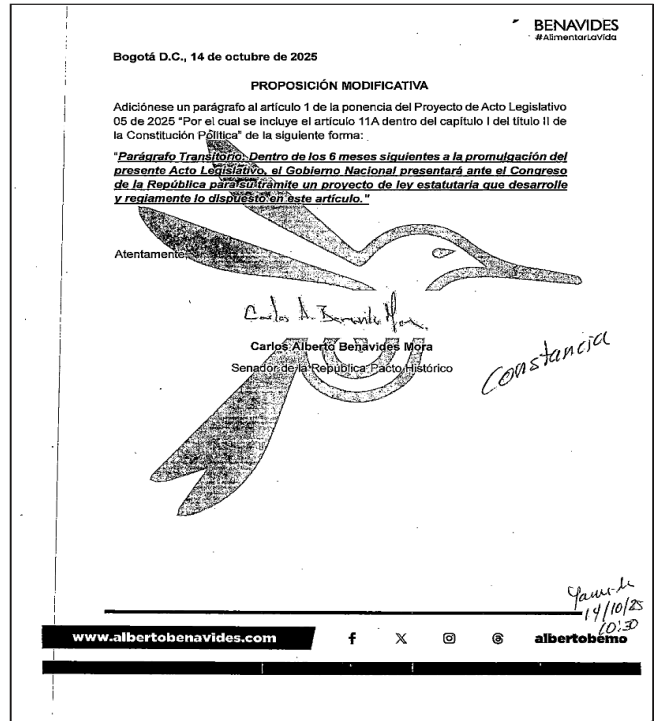 BENAVIDES
#AlimentarLaVida
Bogotá D.C., 14 de octubre de 2025
PROPOSICIÓN MODIFICATIVA
Adiciónese un parágrafo al artículo 1 de la ponencia del Proyecto de Acto Legislativo
05 de 2025 "Por el cual se incluye el artículo 11A dentro del capítulo I del título II de
la Constitución Política" de la siguiente forma:
"Parágrafo Transitorio: Dentro de los 6 meses siguientes a la promulgación del
presente Acto Legislativo, el Gobierno Nacional presentará ante el Congreso
de la República para su trámite un proyecto de ley estatutaria que desarrolle
y reglamente lo dispuesto en este artículo."
Atentamente,
Carlos A. Benavides Mora
Carlos Alberto Benavides Mora
Senador de la República Pacto Histórico
Constancia
14/10/25
10:30
www.albertobenavides.com
albertobemo